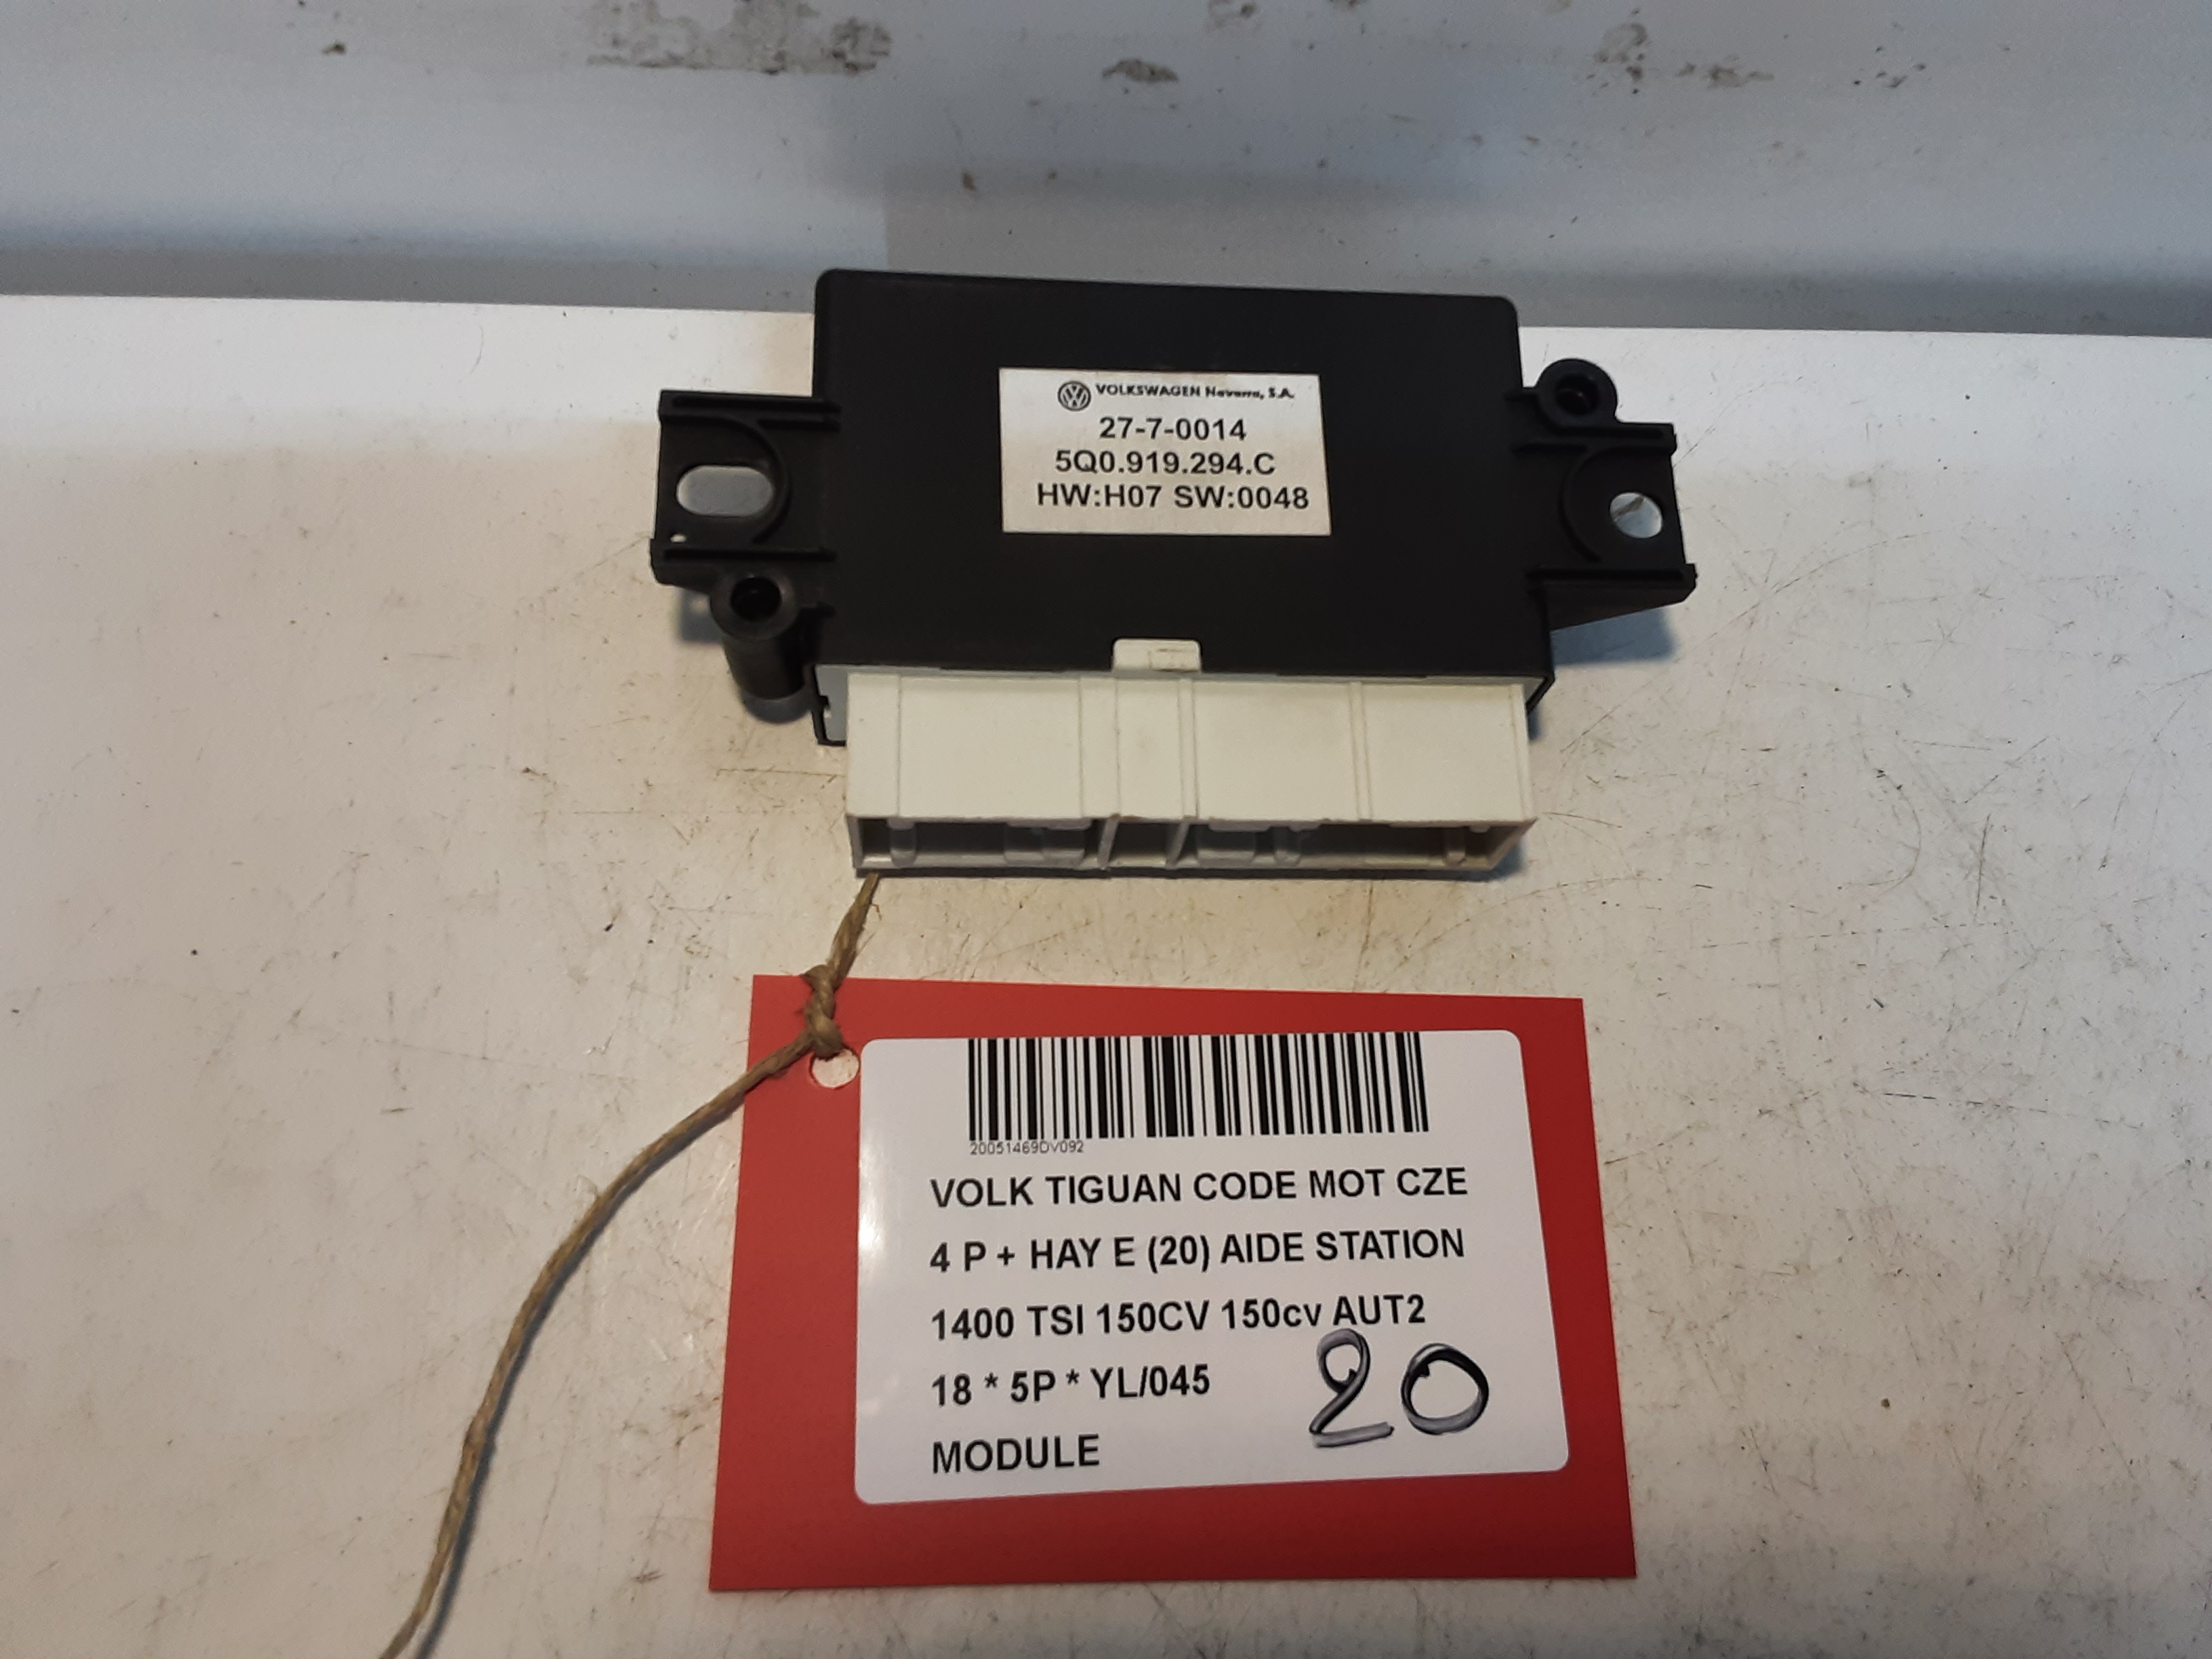 VOLKSWAGEN Navarra, S.A.
27-7-0014
5Q0.919.294.C
HW:H07 SW:0048
20051469DV092
VOLK TIGUAN CODE MOT CZE
4 P + HAY E (20) AIDE STATION
1400 TSI 150CV 150cv AUT2
18 * 5P * YL/045
20
MODULE